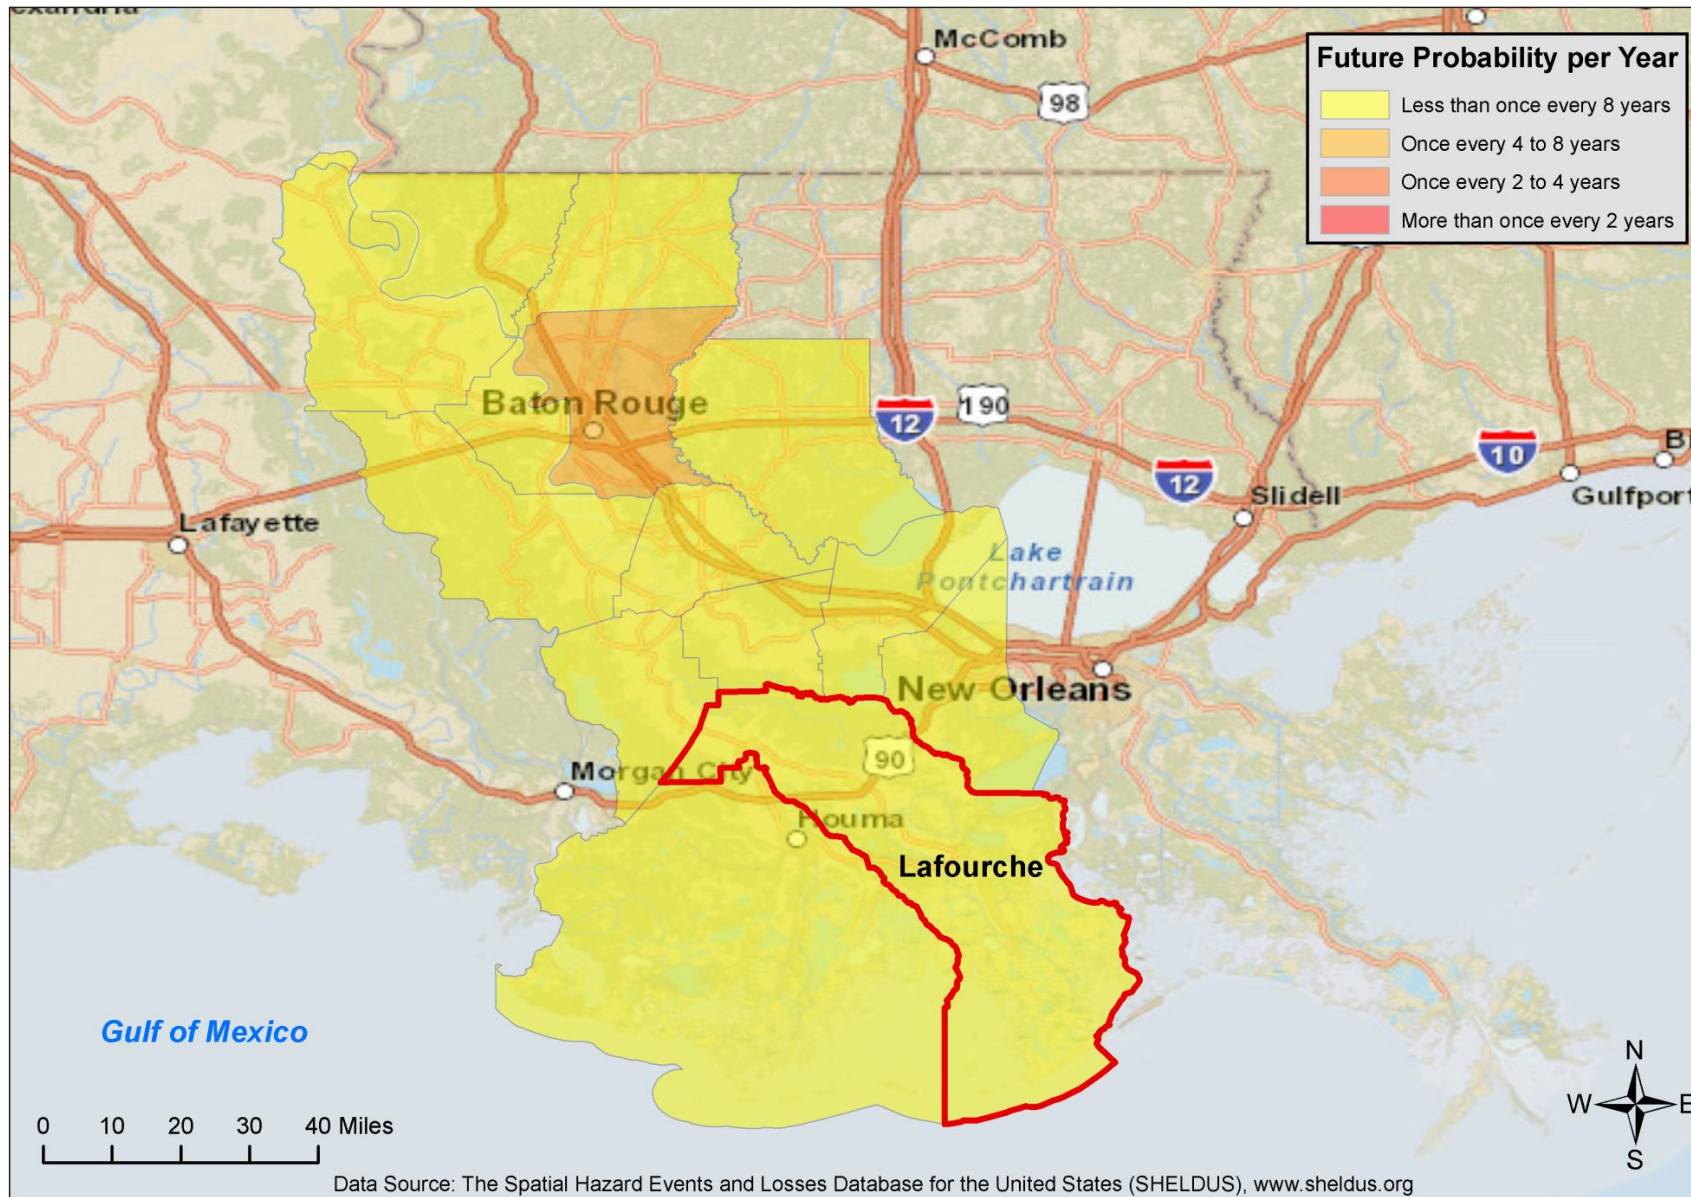 McComb
98
Future Probability per Year
Less than once every 8 years
Once every 4 to 8 years
Once every 2 to 4 years
More than once every 2 years
Baton Rouge
12
190
10
12
Slidell
Gulfport
Lafayette
Lake
Pontchartrain
New Orleans
90
Morgan City
Houma
Lafourche
Gulf of Mexico
N
W
E
S
0 10 20 30 40 Miles
Data Source: The Spatial Hazard Events and Losses Database for the United States (SHELDUS), www.sheldus.org